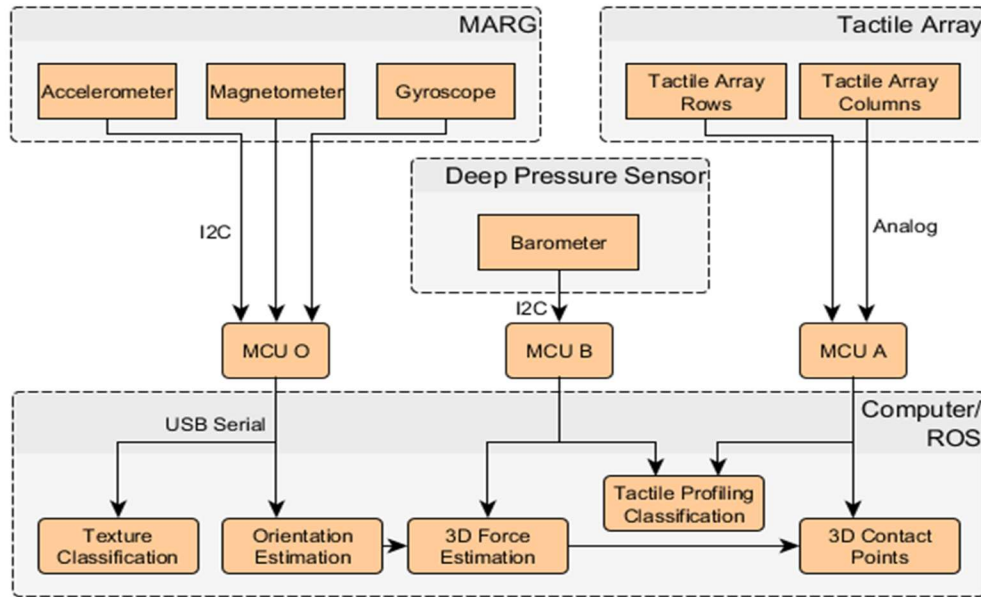 MARG
Tactile Array
Accelerometer
Magnetometer
Gyroscope
Tactile Array
Rows
Tactile Array
Columns
Deep Pressure Sensor
Barometer
I2C
Analog
I2C
MCU O
MCU B
MCU A
Computer/
ROS
USB Serial
Tactile Profiling
Classification
Texture
Classification
Orientation
Estimation
3D Force
Estimation
3D Contact
Points